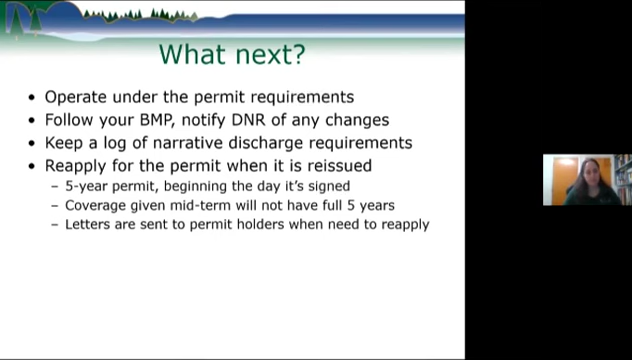 What next?
• Operate under the permit requirements
• Follow your BMP, notify DNR of any changes
• Keep a log of narrative discharge requirements
• Reapply for the permit when it is reissued
– 5-year permit, beginning the day it's signed
– Coverage given mid-term will not have full 5 years
– Letters are sent to permit holders when need to reapply